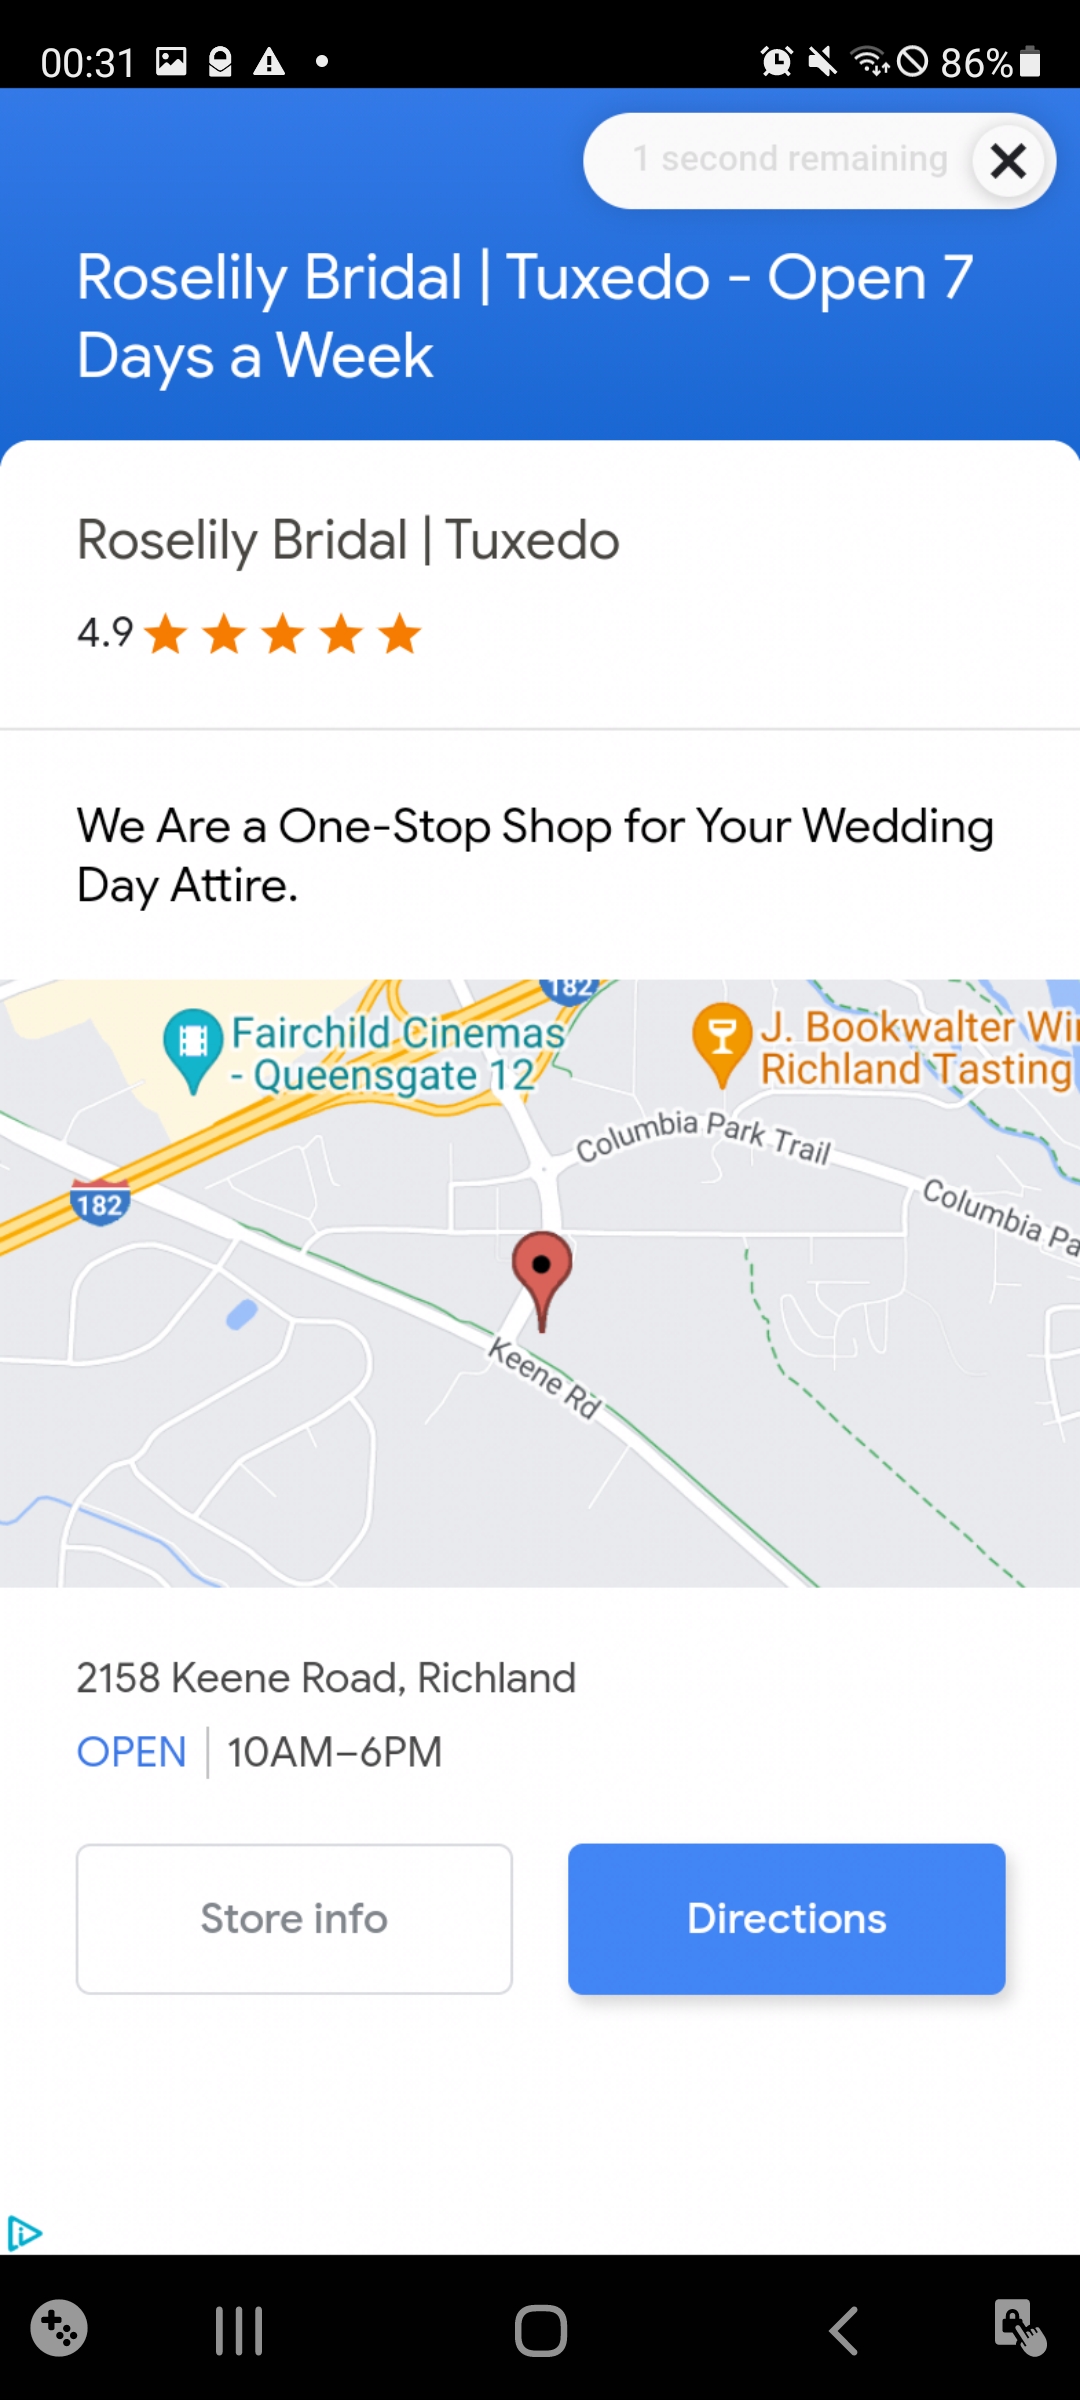 00:31
86%
1 second remaining
Roselily Bridal | Tuxedo - Open 7
Days a Week
Roselily Bridal | Tuxedo
4.9
We Are a One-Stop Shop for Your Wedding
Day Attire.
182
Fairchild Cinemas
- Queensgate 12
J. Bookwalter Wi
Richland Tasting
Columbia Park Trail
Columbia Pa
182
Keene Rd
2158 Keene Road, Richland
OPEN | 10AM–6PM
Store info
Directions